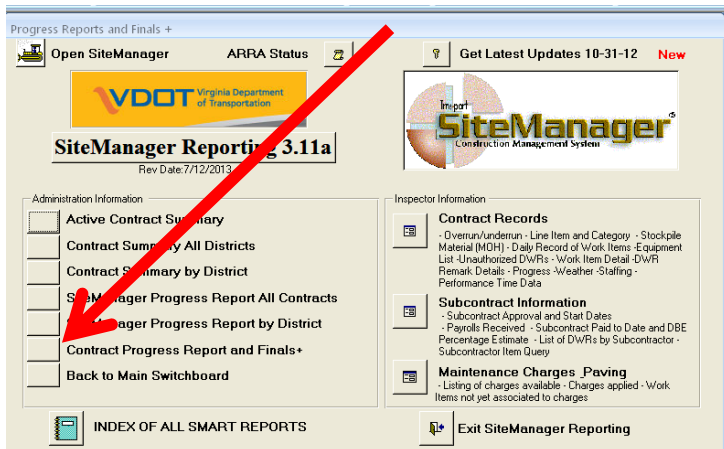 Progress Reports and Finals +
Open SiteManager
ARRA Status
Get Latest Updates 10-31-12
New
VDOT Virginia Department of Transportation
SiteManager Reporting 3.11a
Rev Date:7/12/2013
Trns•port
SiteManager
Construction Management System
Administration Information
Active Contract Summary
Contract Summary All Districts
Contract Summary by District
SiteManager Progress Report All Contracts
SiteManager Progress Report by District
Contract Progress Report and Finals+
Back to Main Switchboard
Inspector Information
Contract Records
- Overrun/underrun - Line Item and Category - Stockpile
Material (MOH) - Daily Record of Work Items -Equipment
List -Unauthorized DWRs - Work Item Detail -DWR
Remark Details - Progress -Weather -Staffing -
Performance Time Data
Subcontract Information
- Subcontract Approval and Start Dates
- Payrolls Received - Subcontract Paid to Date and DBE
Percentage Estimate - List of DWRs by Subcontractor -
Subcontractor Item Query
Maintenance Charges _Paving
- Listing of charges available - Charges applied - Work
Items not yet associated to charges
INDEX OF ALL SMART REPORTS
Exit SiteManager Reporting